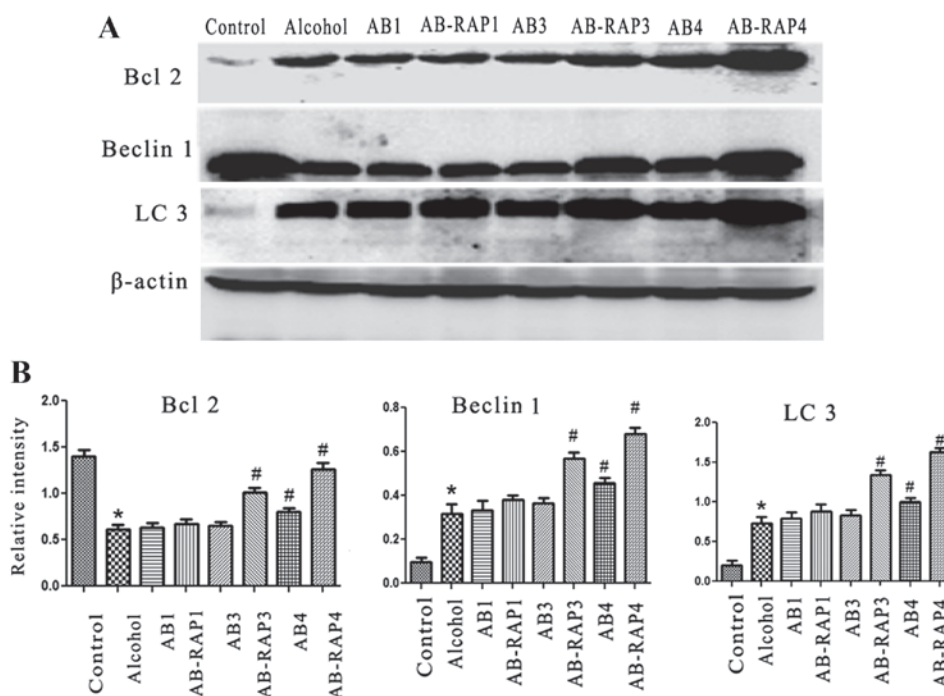 A
Control Alcohol AB1 AB-RAP1 AB3 AB-RAP3 AB4 AB-RAP4
Bcl 2
Beclin 1
LC 3
β-actin
B
Bcl 2
Relative intensity
2.0
1.5
1.0
0.5
0.0
*
#
#
#
Control
Alcohol
AB1
AB-RAP1
AB3
AB-RAP3
AB4
AB-RAP4
Beclin 1
0.8
0.6
0.4
0.2
0.0
*
#
#
#
Control
Alcohol
AB1
AB-RAP1
AB3
AB-RAP3
AB4
AB-RAP4
LC 3
2.0
1.5
1.0
0.5
0.0
*
#
#
#
Control
Alcohol
AB1
AB-RAP1
AB3
AB-RAP3
AB4
AB-RAP4